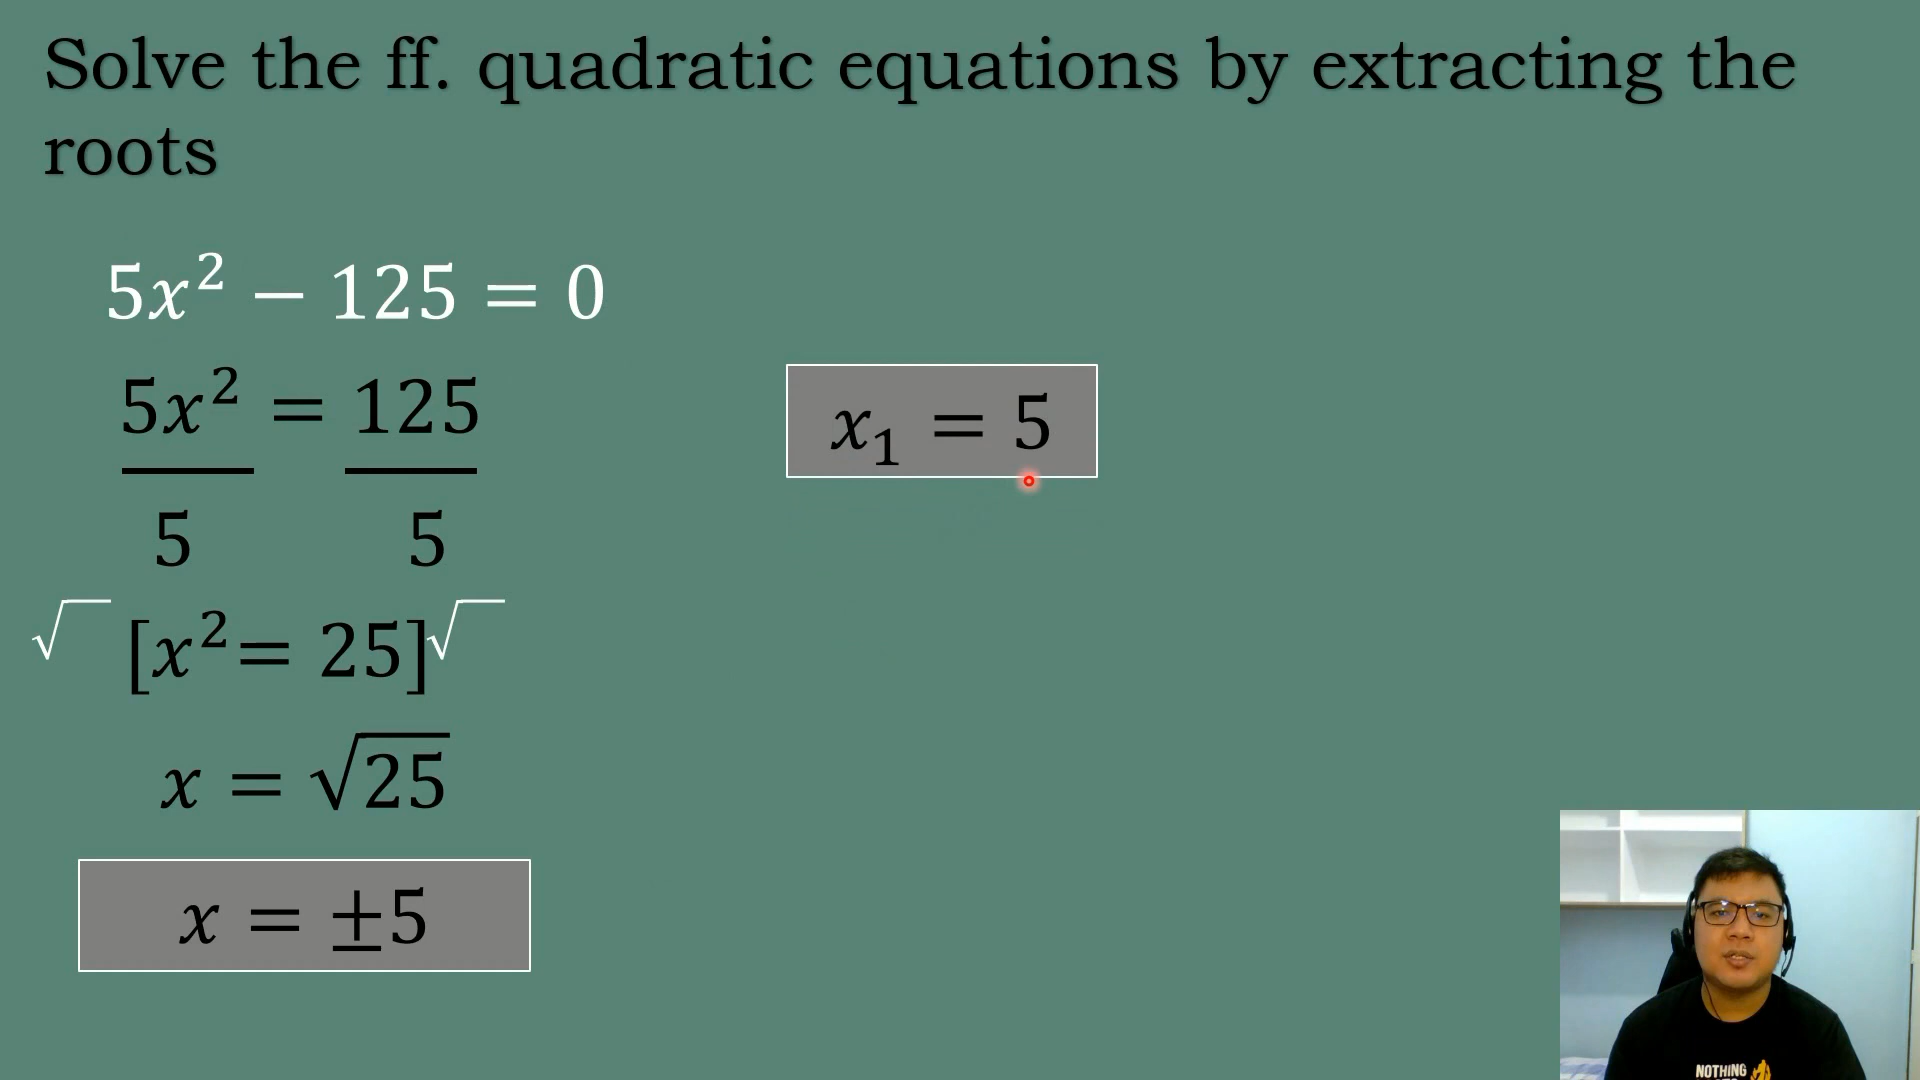 Solve the ff. quadratic equations by extracting the
roots
5x² − 125 = 0
5x² = 125
5 5
√ [x²= 25]√
x = √25
x = ±5
x₁ = 5
NOTHING